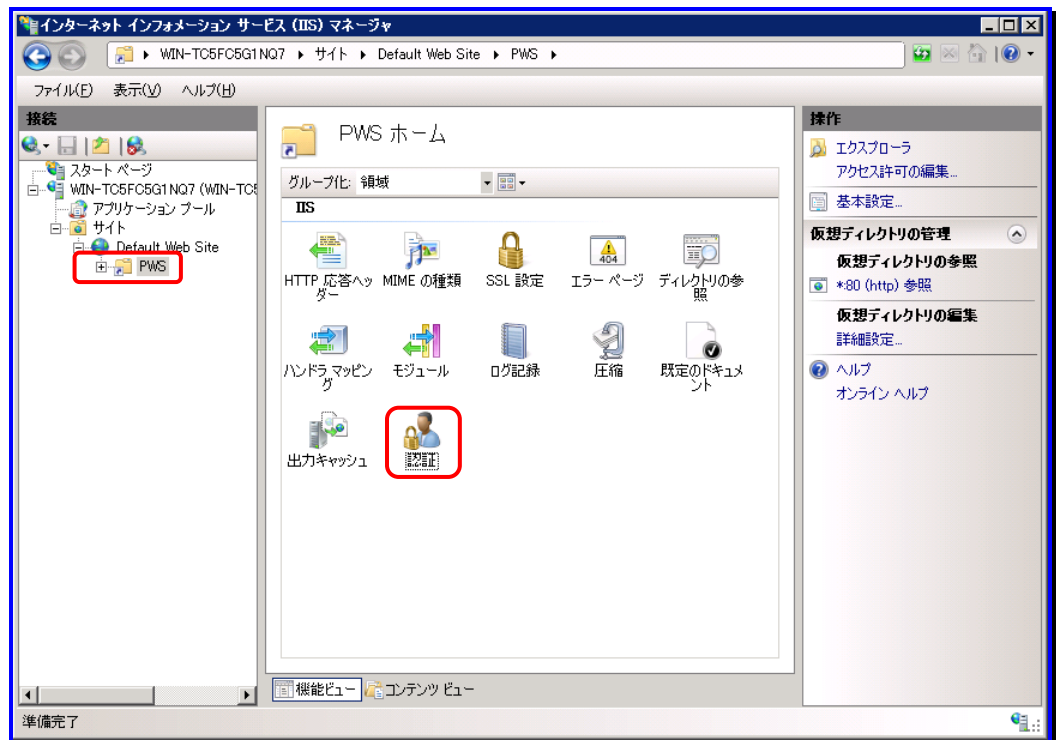 インターネット インフォメーション サービス (IIS) マネージャ
WIN-TC5FC5G1NQ7 ▸ サイト ▸ Default Web Site ▸ PWS ▸
ファイル(F) 表示(V) ヘルプ(H)
接続
スタート ページ
WIN-TC5FC5G1NQ7 (WIN-TC5
アプリケーション プール
サイト
Default Web Site
PWS
PWS ホーム
グループ化: 領域
IIS
HTTP 応答ヘッダー
MIME の種類
SSL 設定
404
エラー ページ
ディレクトリの参照
ハンドラ マッピング
モジュール
ログ記録
圧縮
既定のドキュメント
出力キャッシュ
認証
機能ビュー
コンテンツ ビュー
操作
エクスプローラ
アクセス許可の編集...
基本設定...
仮想ディレクトリの管理
仮想ディレクトリの参照
*:80 (http) 参照
仮想ディレクトリの編集
詳細設定...
ヘルプ
オンライン ヘルプ
準備完了